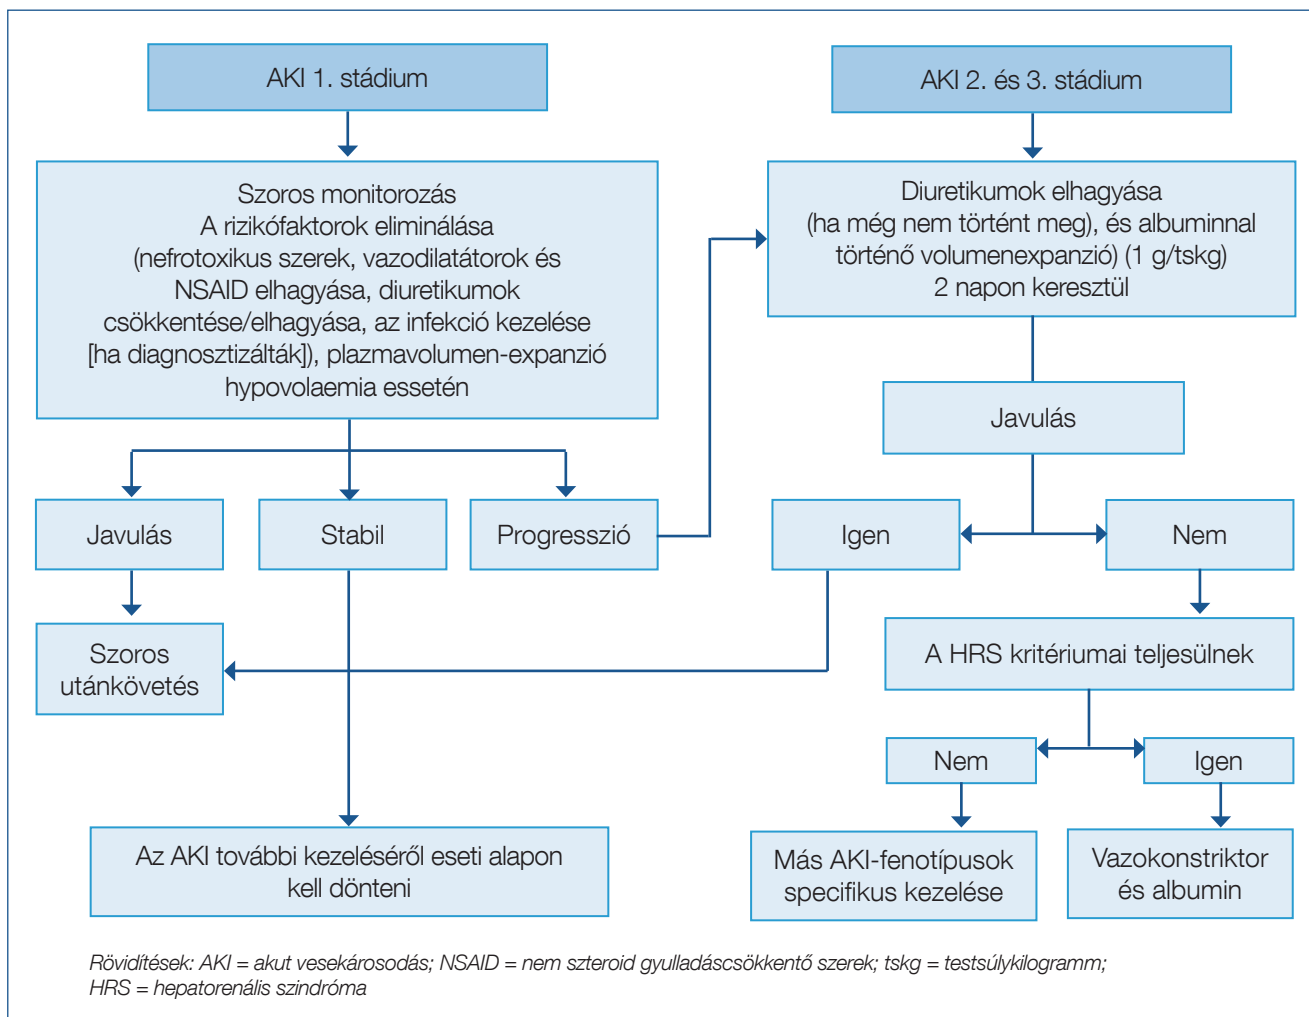 AKI 1. stádium
Szoros monitorozás
A rizikófaktorok eliminálása
(nefrotoxikus szerek, vazodilatátorok és
NSAID elhagyása, diuretikumok
csökkentése/elhagyása, az infekció kezelése
[ha diagnosztizálták]), plazmavolumen-expanzió
hypovolaemia essetén
Javulás
Stabil
Progresszió
Szoros
utánkövetés
Az AKI további kezeléséről eseti alapon
kell dönteni
AKI 2. és 3. stádium
Diuretikumok elhagyása
(ha még nem történt meg), és albuminnal
történő volumenexpanzió) (1 g/tskg)
2 napon keresztül
Javulás
Igen
Nem
A HRS kritériumai teljesülnek
Nem
Igen
Más AKI-fenotípusok
specifikus kezelése
Vazokonstriktor
és albumin
Rövidítések: AKI = akut vesekárosodás; NSAID = nem szteroid gyulladáscsökkentő szerek; tskg = testsúlykilogramm;
HRS = hepatorenális szindróma